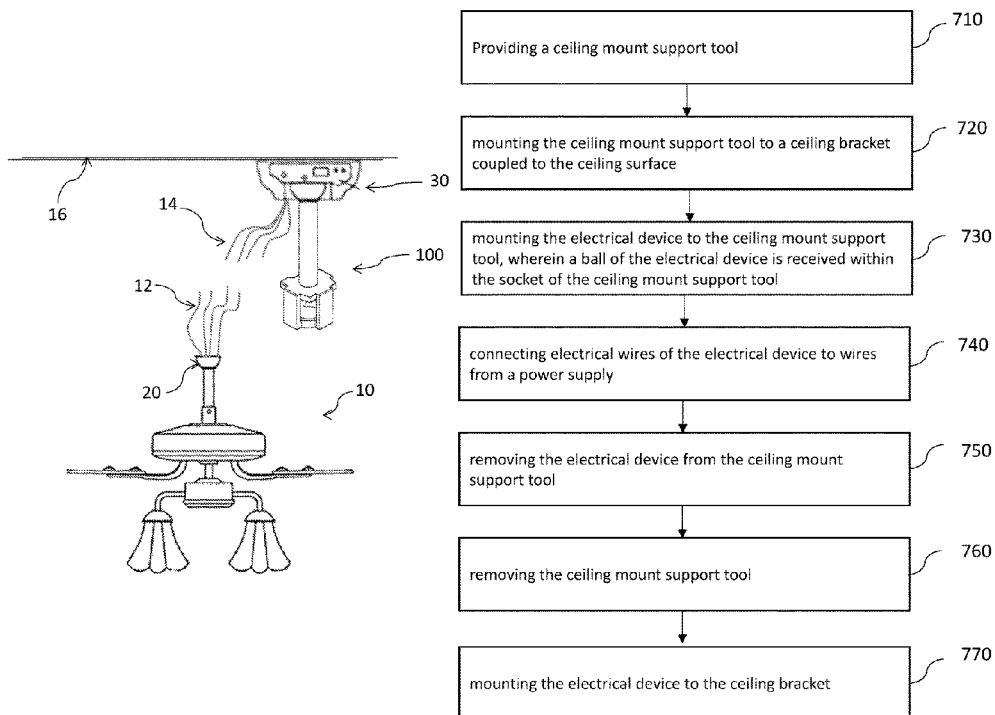 710
Providing a ceiling mount support tool
720
mounting the ceiling mount support tool to a ceiling bracket
coupled to the ceiling surface
730
mounting the electrical device to the ceiling mount support
tool, wherein a ball of the electrical device is received within
the socket of the ceiling mount support tool
740
connecting electrical wires of the electrical device to wires
from a power supply
750
removing the electrical device from the ceiling mount
support tool
760
removing the ceiling mount support tool
770
mounting the electrical device to the ceiling bracket
16
30
14
100
12
20
10